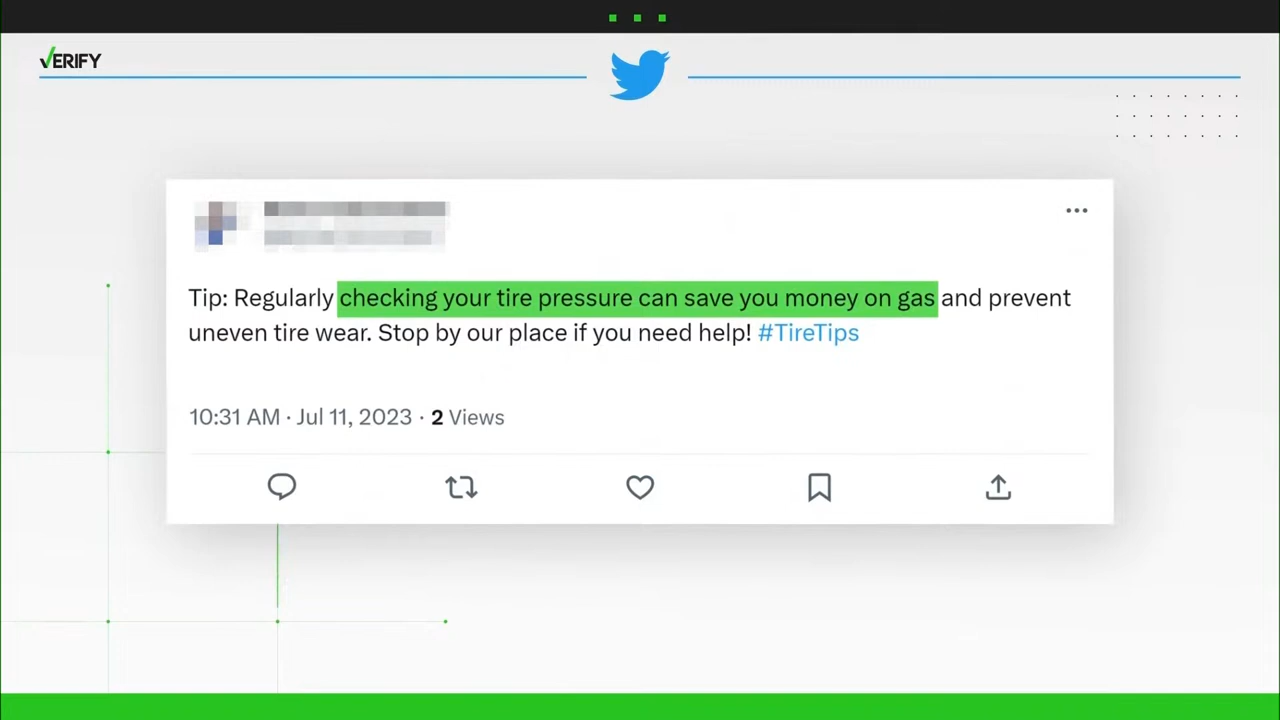 VERIFY
Tip: Regularly checking your tire pressure can save you money on gas and prevent
uneven tire wear. Stop by our place if you need help! #TireTips
10:31 AM · Jul 11, 2023 · 2 Views